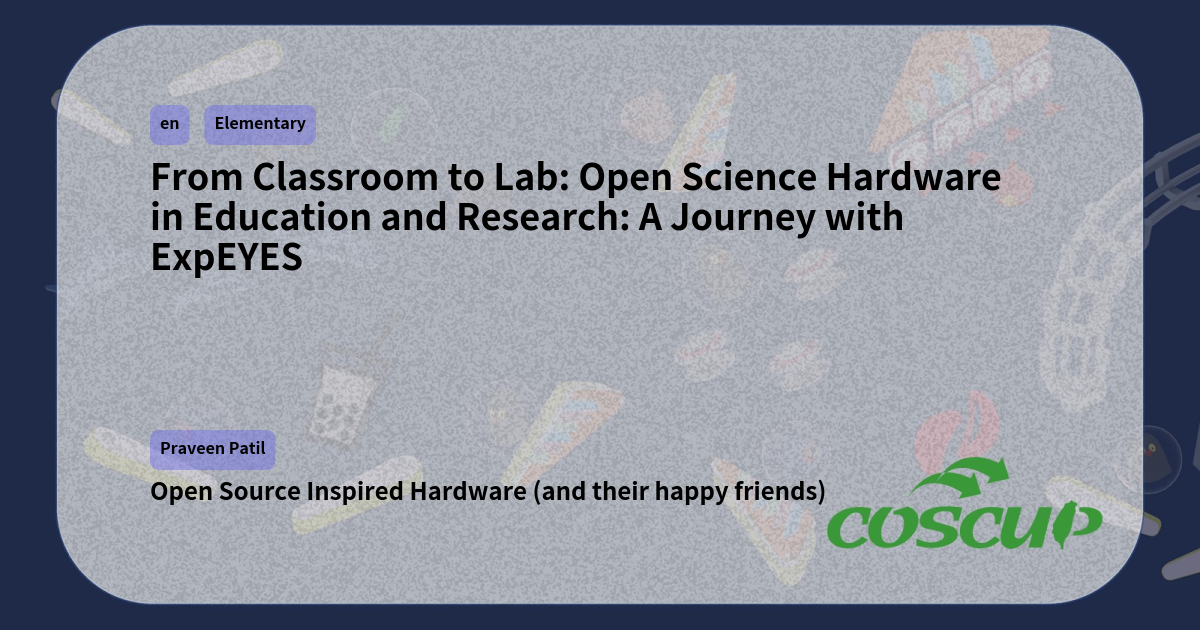 en Elementary
From Classroom to Lab: Open Science Hardware
in Education and Research: A Journey with
ExpEYES
Praveen Patil
Open Source Inspired Hardware (and their happy friends)
COSCUP